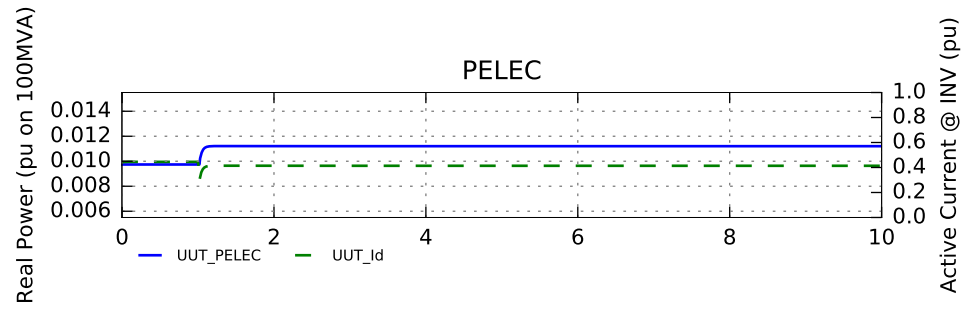 PELEC
Real Power (pu on 100MVA)
0.014
0.012
0.010
0.008
0.006
1.0
0.8
0.6
0.4
0.2
0.0
Active Current @ INV (pu)
0 2 4 6 8 10
UUT_PELEC UUT_Id